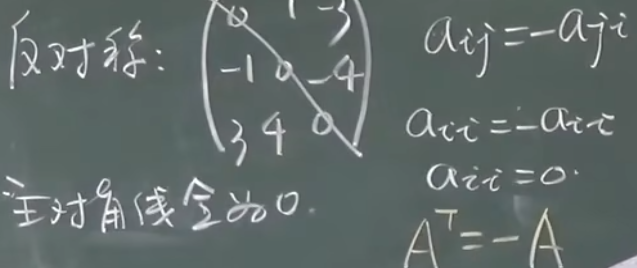 反对称: ( 0 1 -3
-1 0 -4
3 4 0 )
主对角线全为0.
aij=-aji
aii=-aii
aii=0.
A^T=-A